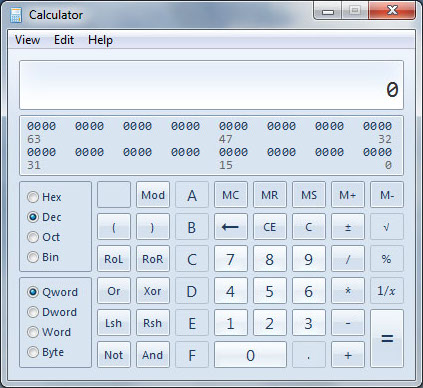 Calculator
View Edit Help
0
0000 0000 0000 0000 0000 0000 0000 0000
63 47 32
0000 0000 0000 0000 0000 0000 0000 0000
31 15 0
Hex Mod A MC MR MS M+ M-
Dec ( ) B ← CE C ± √
Oct RoL RoR C 7 8 9 / %
Bin
Qword Or Xor D 4 5 6 * 1/x
Dword Lsh Rsh E 1 2 3 - =
Word
Byte Not And F 0 . +